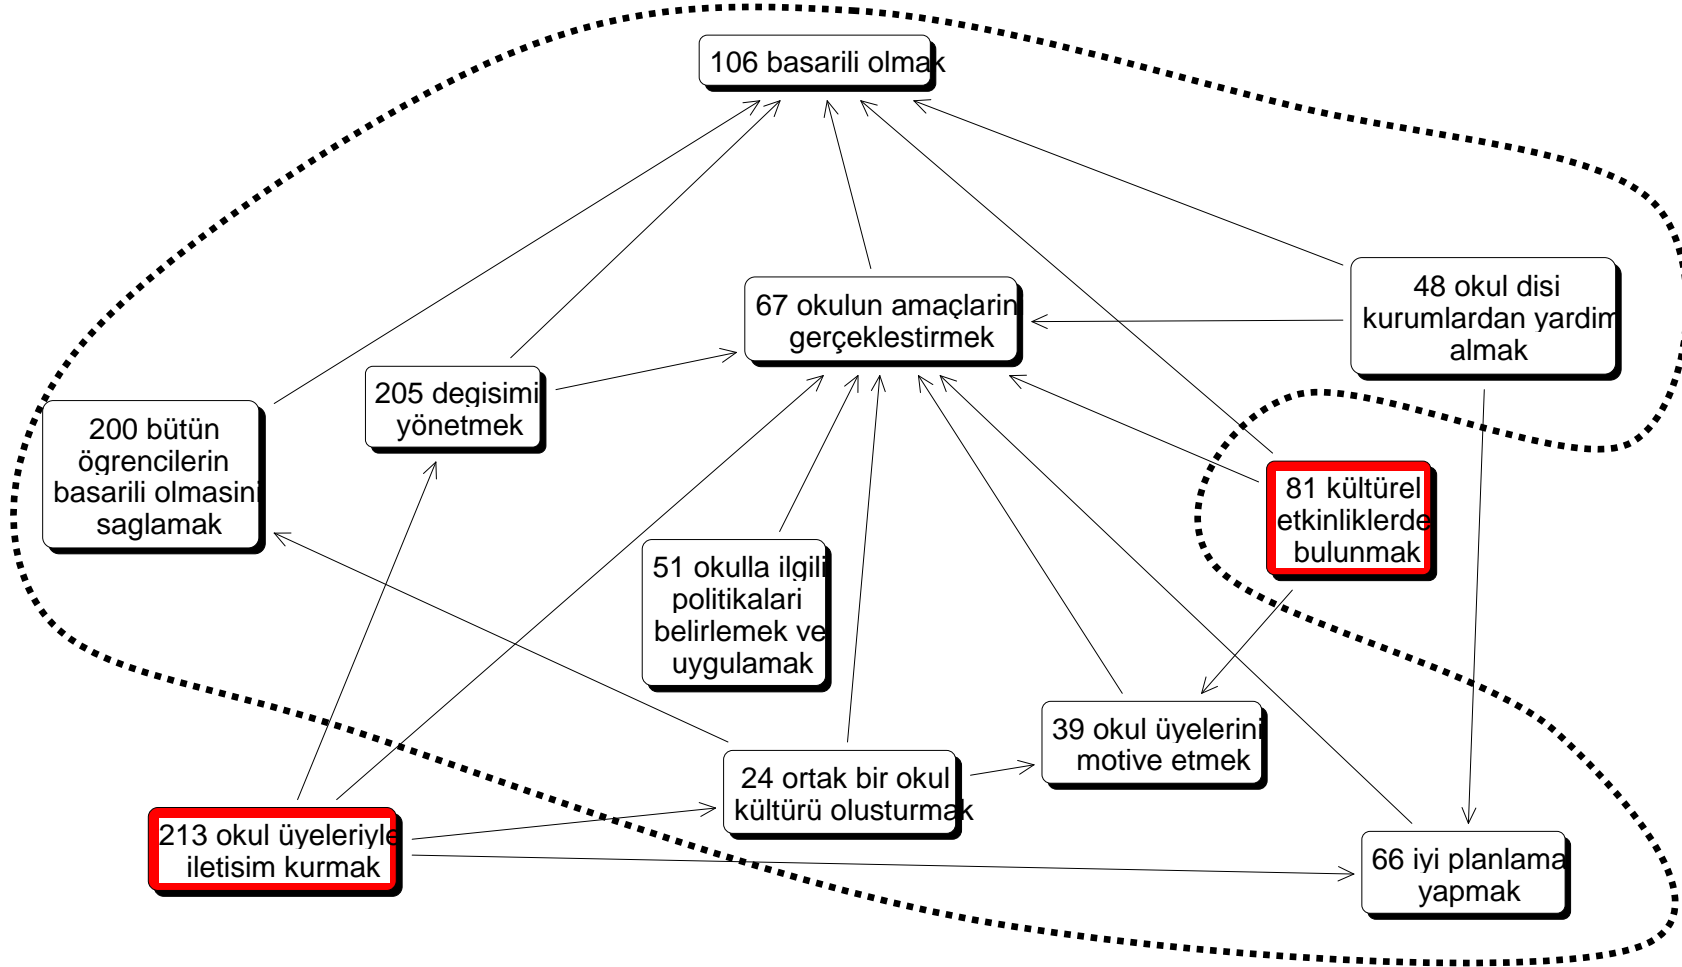 106 basarili olmak
67 okulun amaçlarin
gerçeklestirmek
48 okul disi
kurumlardan yardim
almak
205 degisimi
yönetmek
200 bütün
ögrencilerin
basarili olmasini
saglamak
81 kültürel
etkinliklerde
bulunmak
51 okulla ilgili
politikalari
belirlemek ve
uygulamak
39 okul üyelerini
motive etmek
24 ortak bir okul
kültürü olusturmak
213 okul üyeleriyle
iletisim kurmak
66 iyi planlama
yapmak